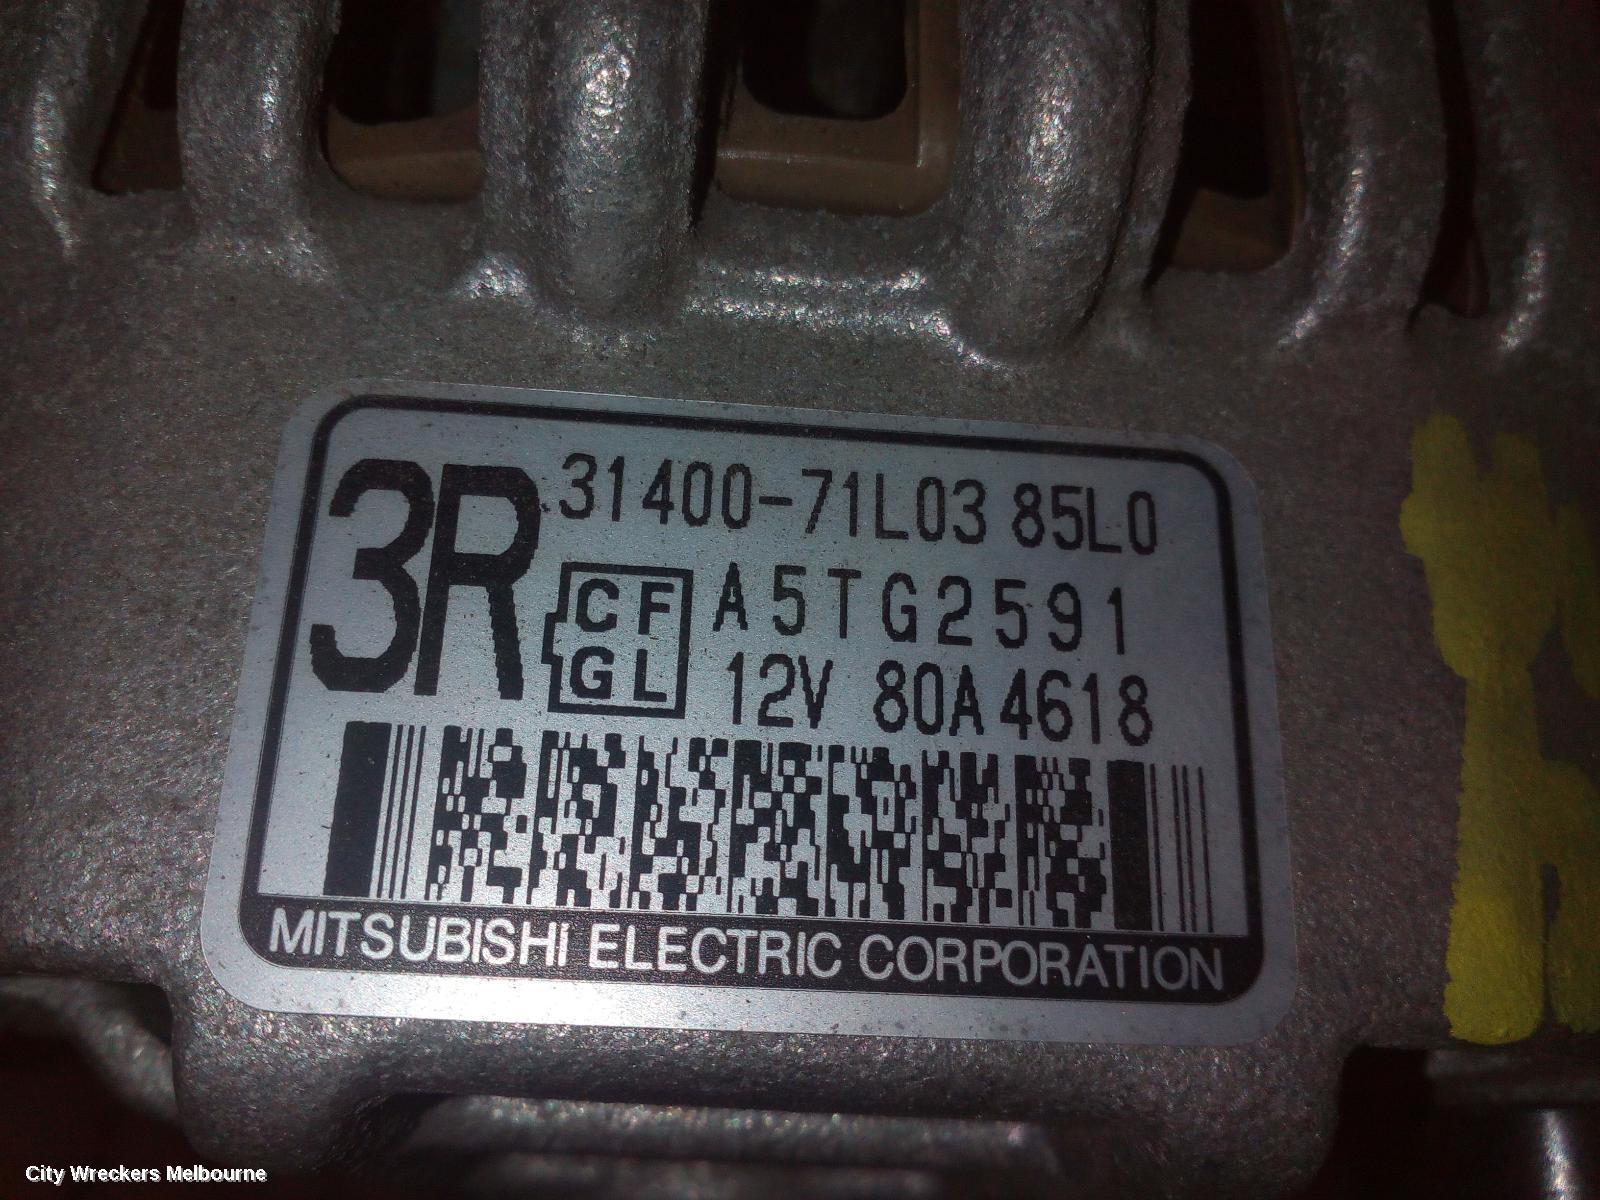 3R
31400-71L03 85L0
CF
GL
A5TG2591
12V 80A 4618
MITSUBISHI ELECTRIC CORPORATION
City Wreckers Melbourne